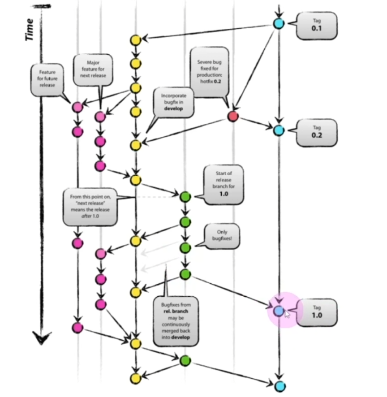 Time
Tag
0.1
Major
feature for
next release
Feature
for future
release
Severe bug
fixed for
production:
hotfix 0.2
Incorporate
bugfix in
develop
Tag
0.2
Start of
release
branch for
1.0
From this point on,
"next release"
means the release
after 1.0
Only
bugfixes!
Bugfixes from
rel. branch
may be
continuously
merged back
into develop
Tag
1.0